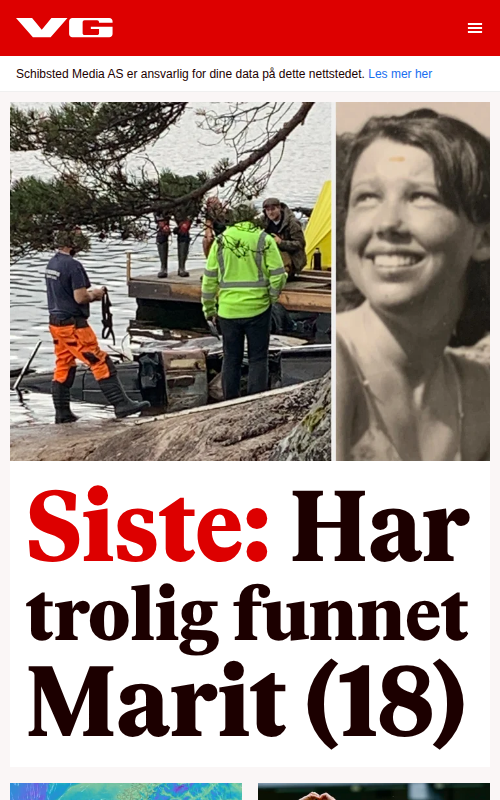 VG
Schibsted Media AS er ansvarlig for dine data på dette nettstedet. Les mer her
Siste: Har
trolig funnet
Marit (18)